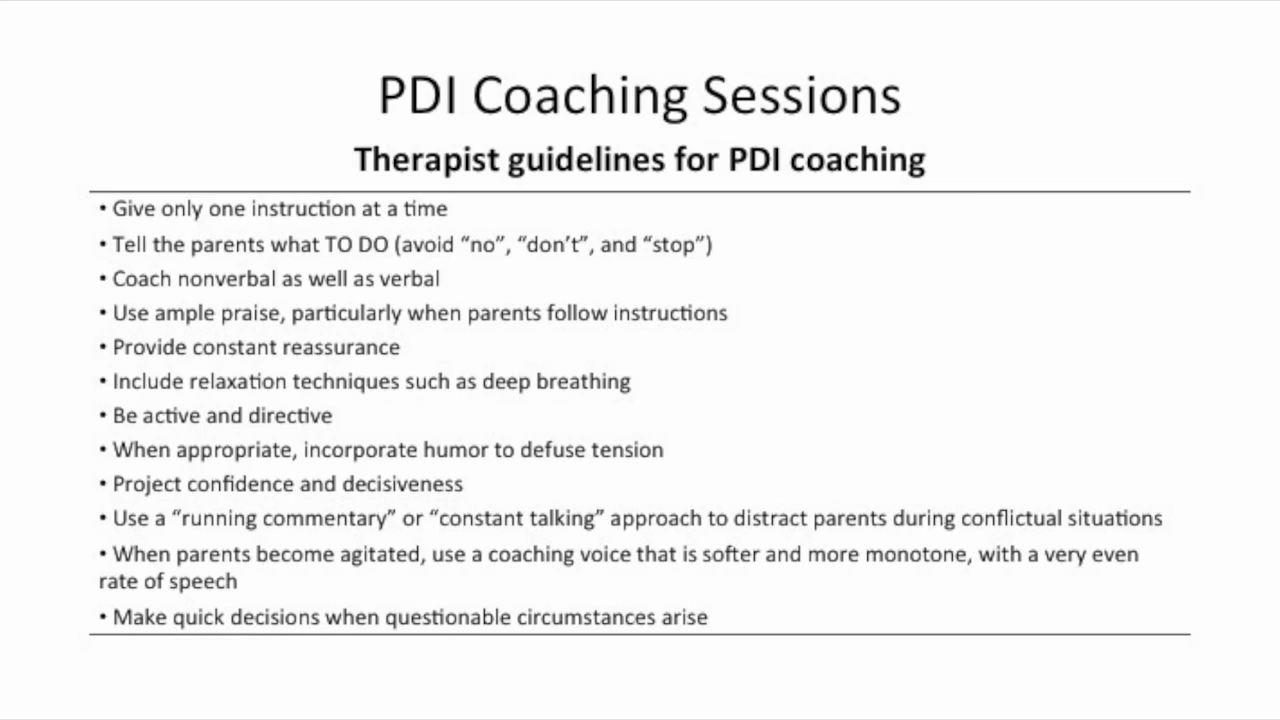 PDI Coaching Sessions
Therapist guidelines for PDI coaching
• Give only one instruction at a time
• Tell the parents what TO DO (avoid “no”, “don’t”, and “stop”)
• Coach nonverbal as well as verbal
• Use ample praise, particularly when parents follow instructions
• Provide constant reassurance
• Include relaxation techniques such as deep breathing
• Be active and directive
• When appropriate, incorporate humor to defuse tension
• Project confidence and decisiveness
• Use a “running commentary” or “constant talking” approach to distract parents during conflictual situations
• When parents become agitated, use a coaching voice that is softer and more monotone, with a very even
rate of speech
• Make quick decisions when questionable circumstances arise